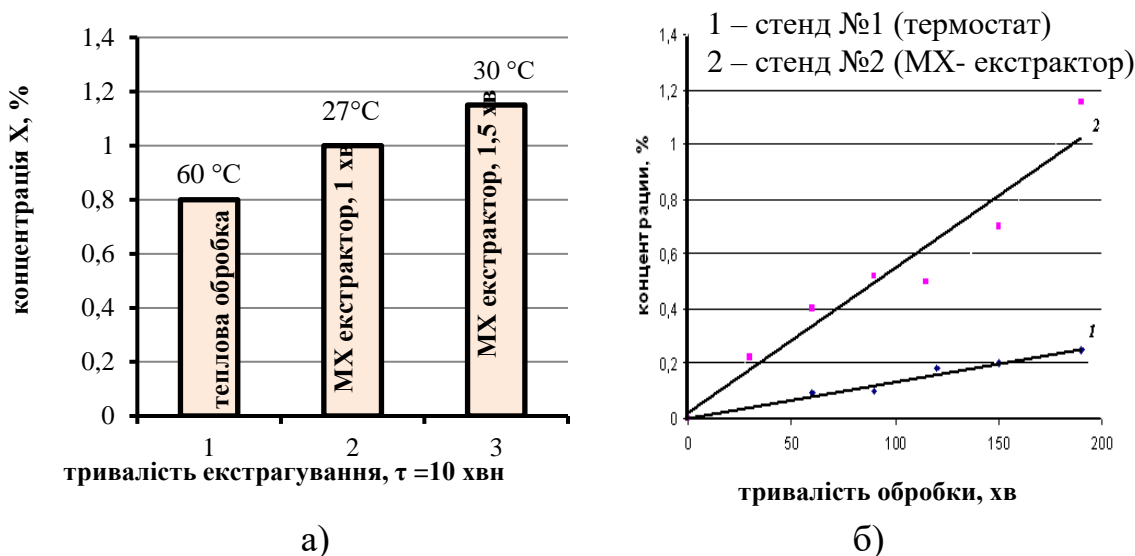 концентрація X, %
1,4
1,2
1
0,8
0,6
0,4
0,2
0
60 °C
27°C
30 °C
теплова обробка
МХ екстрактор, 1 хв
МХ екстрактор, 1,5 хв
1
2
3
тривалість екстрагування, τ =10 хвн
а)
1 – стенд №1 (термостат)
2 – стенд №2 (МХ- екстрактор)
концентрации, %
1,4
1,2
1
0,8
0,6
0,4
0,2
0
2
1
0
50
100
150
200
тривалість обробки, хв
б)